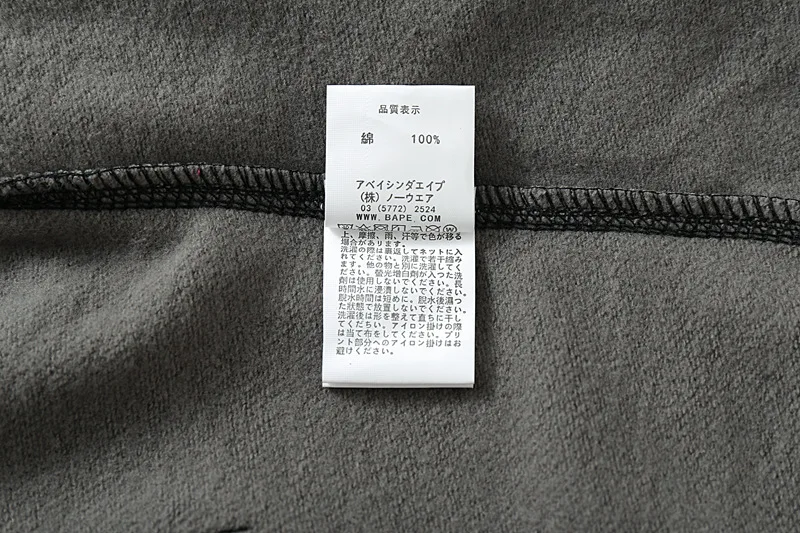 品質表示
綿 100%
アベイシンダエイプ
(株) ノーウエア
03 (5772) 2524
WWW.BAPE.COM
上、摩擦、雨、汗等で色が移る
場合があります。
洗濯の際は裏返してネットに入
れてください。洗濯で若干縮み
ます。他の物と別に洗濯してく
ださい。螢光増白剤が入った洗
剤は使用しないでください。長
時間水に浸漬しないでください。
脱水時間は短めに。脱水後濕っ
た状態で放置しないでください。
洗濯後は形を整えて直ちに干し
てくだちい。アイロン掛けの際
は当て布をしてください。プリ
ント部分へのアイロン掛けはお
避けください。